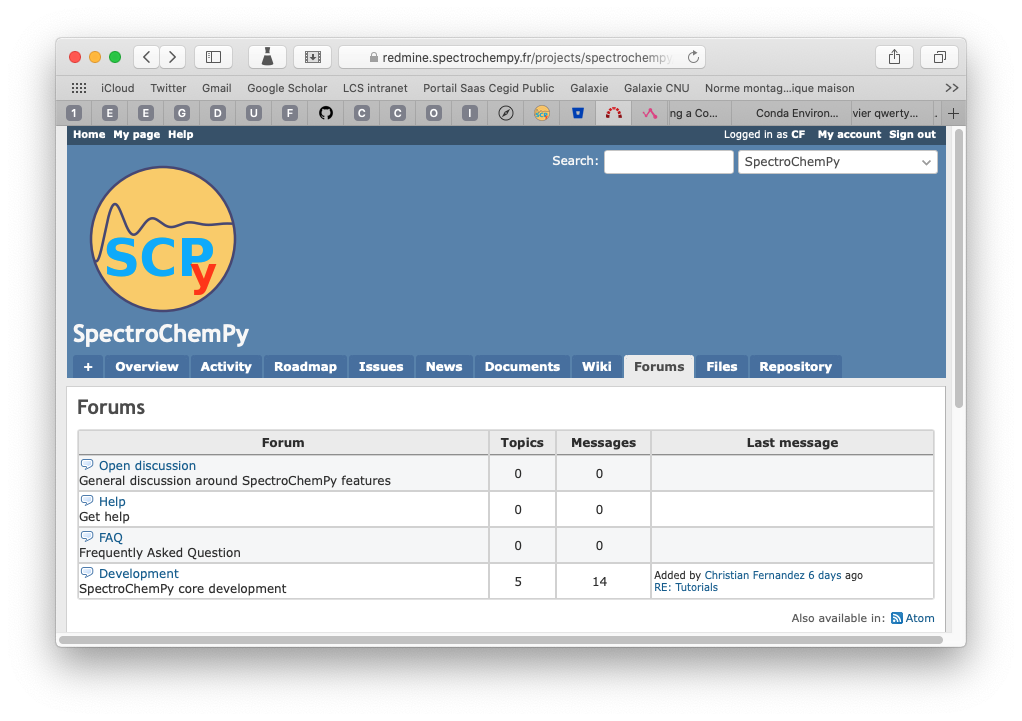 redmine.spectrochempy.fr/projects/spectrochempy
iCloud Twitter Gmail Google Scholar LCS intranet Portail Saas Cegid Public Galaxie Galaxie CNU Norme montag...ique maison >>
1 E E G D U F C C O I SCPy ng a Co... Conda Environ... vier qwerty... . +
Home My page Help Logged in as CF My account Sign out
Search: SpectroChemPy
SCPy
SpectroChemPy
+ Overview Activity Roadmap Issues News Documents Wiki Forums Files Repository
Forums
Forum Topics Messages Last message
Open discussion
General discussion around SpectroChemPy features 0 0
Help
Get help 0 0
FAQ
Frequently Asked Question 0 0
Development
SpectroChemPy core development 5 14
Added by Christian Fernandez 6 days ago
RE: Tutorials
Also available in: Atom